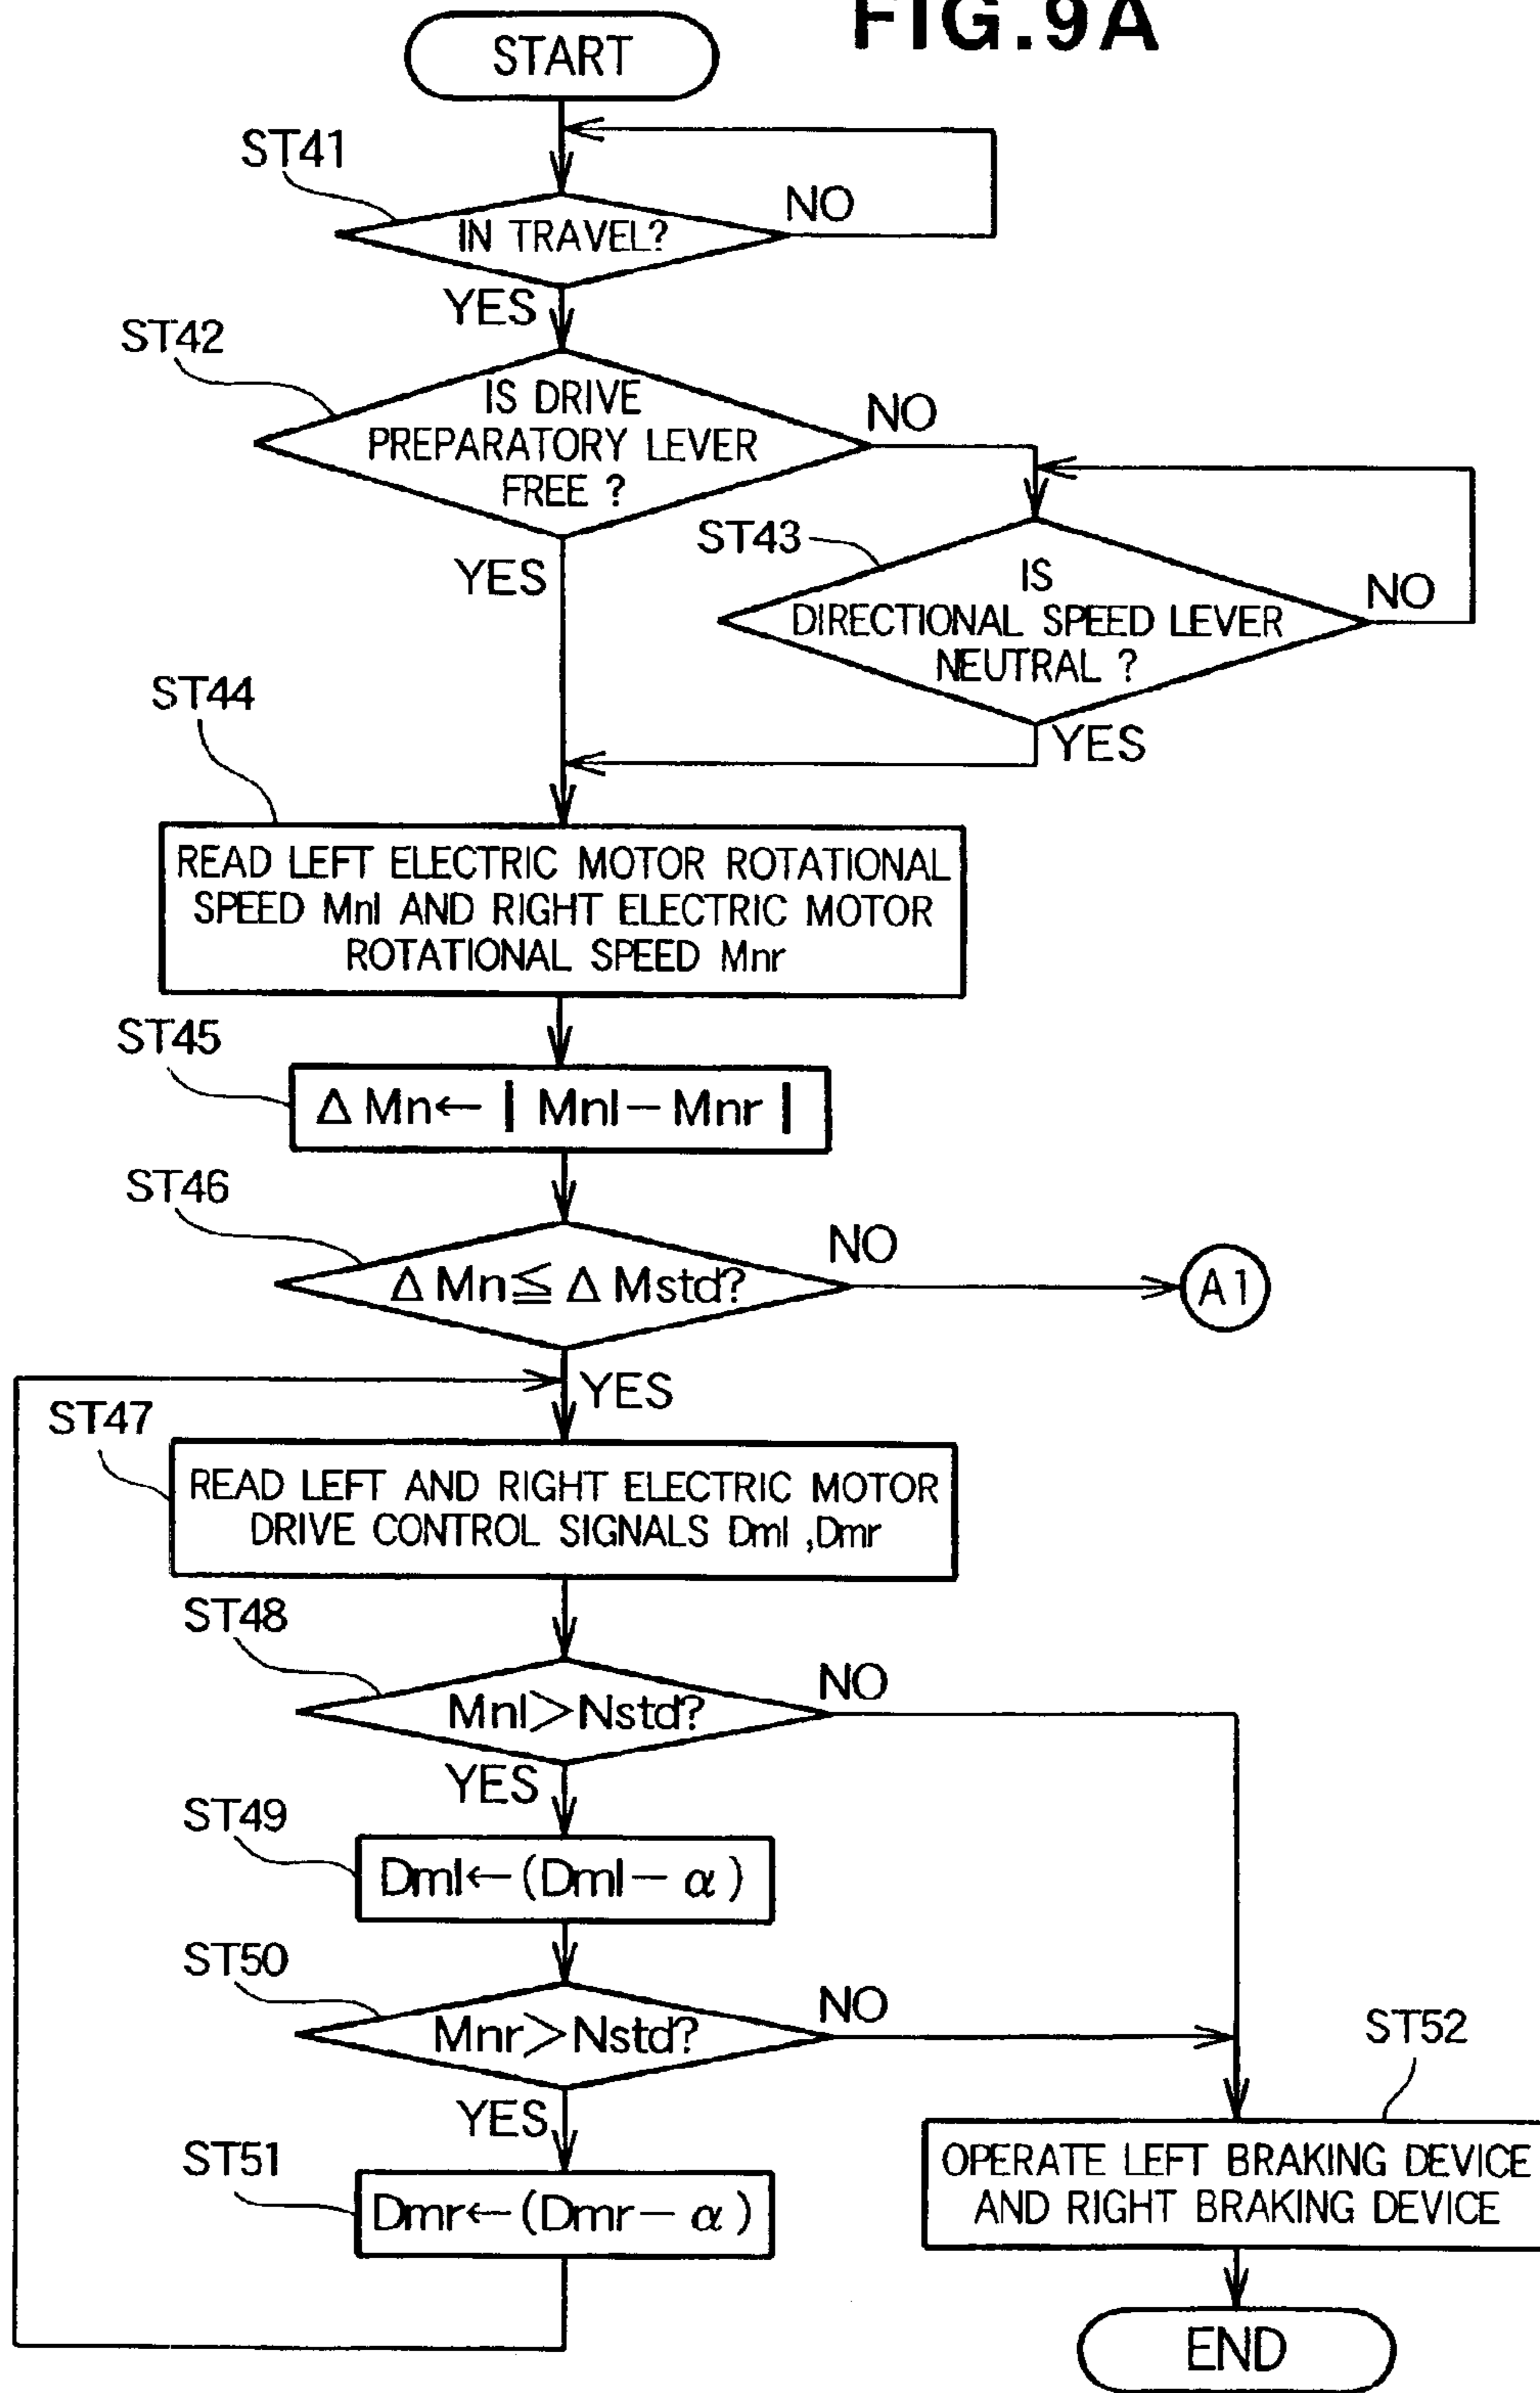 FIG.9A
START
ST41
IN TRAVEL?
NO
YES
ST42
IS DRIVE
PREPARATORY LEVER
FREE ?
NO
YES
ST43
IS
DIRECTIONAL SPEED LEVER
NEUTRAL ?
NO
YES
ST44
READ LEFT ELECTRIC MOTOR ROTATIONAL
SPEED Mnl AND RIGHT ELECTRIC MOTOR
ROTATIONAL SPEED Mnr
ST45
Δ Mn← | Mnl− Mnr |
ST46
Δ Mn≦ Δ Mstd?
NO
A1
YES
ST47
READ LEFT AND RIGHT ELECTRIC MOTOR
DRIVE CONTROL SIGNALS Dml ,Dmr
ST48
Mnl>Nstd?
NO
YES
ST49
Dml←(Dml− α )
ST50
Mnr>Nstd?
NO
YES
ST51
Dmr←(Dmr− α )
ST52
OPERATE LEFT BRAKING DEVICE
AND RIGHT BRAKING DEVICE
END